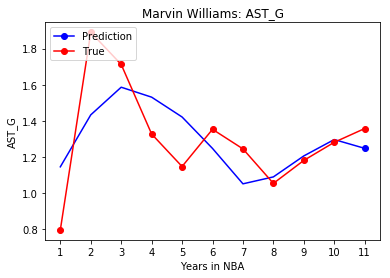 Marvin Williams: AST_G
Prediction
True
AST_G
1.8
1.6
1.4
1.2
1.0
0.8
1 2 3 4 5 6 7 8 9 10 11
Years in NBA